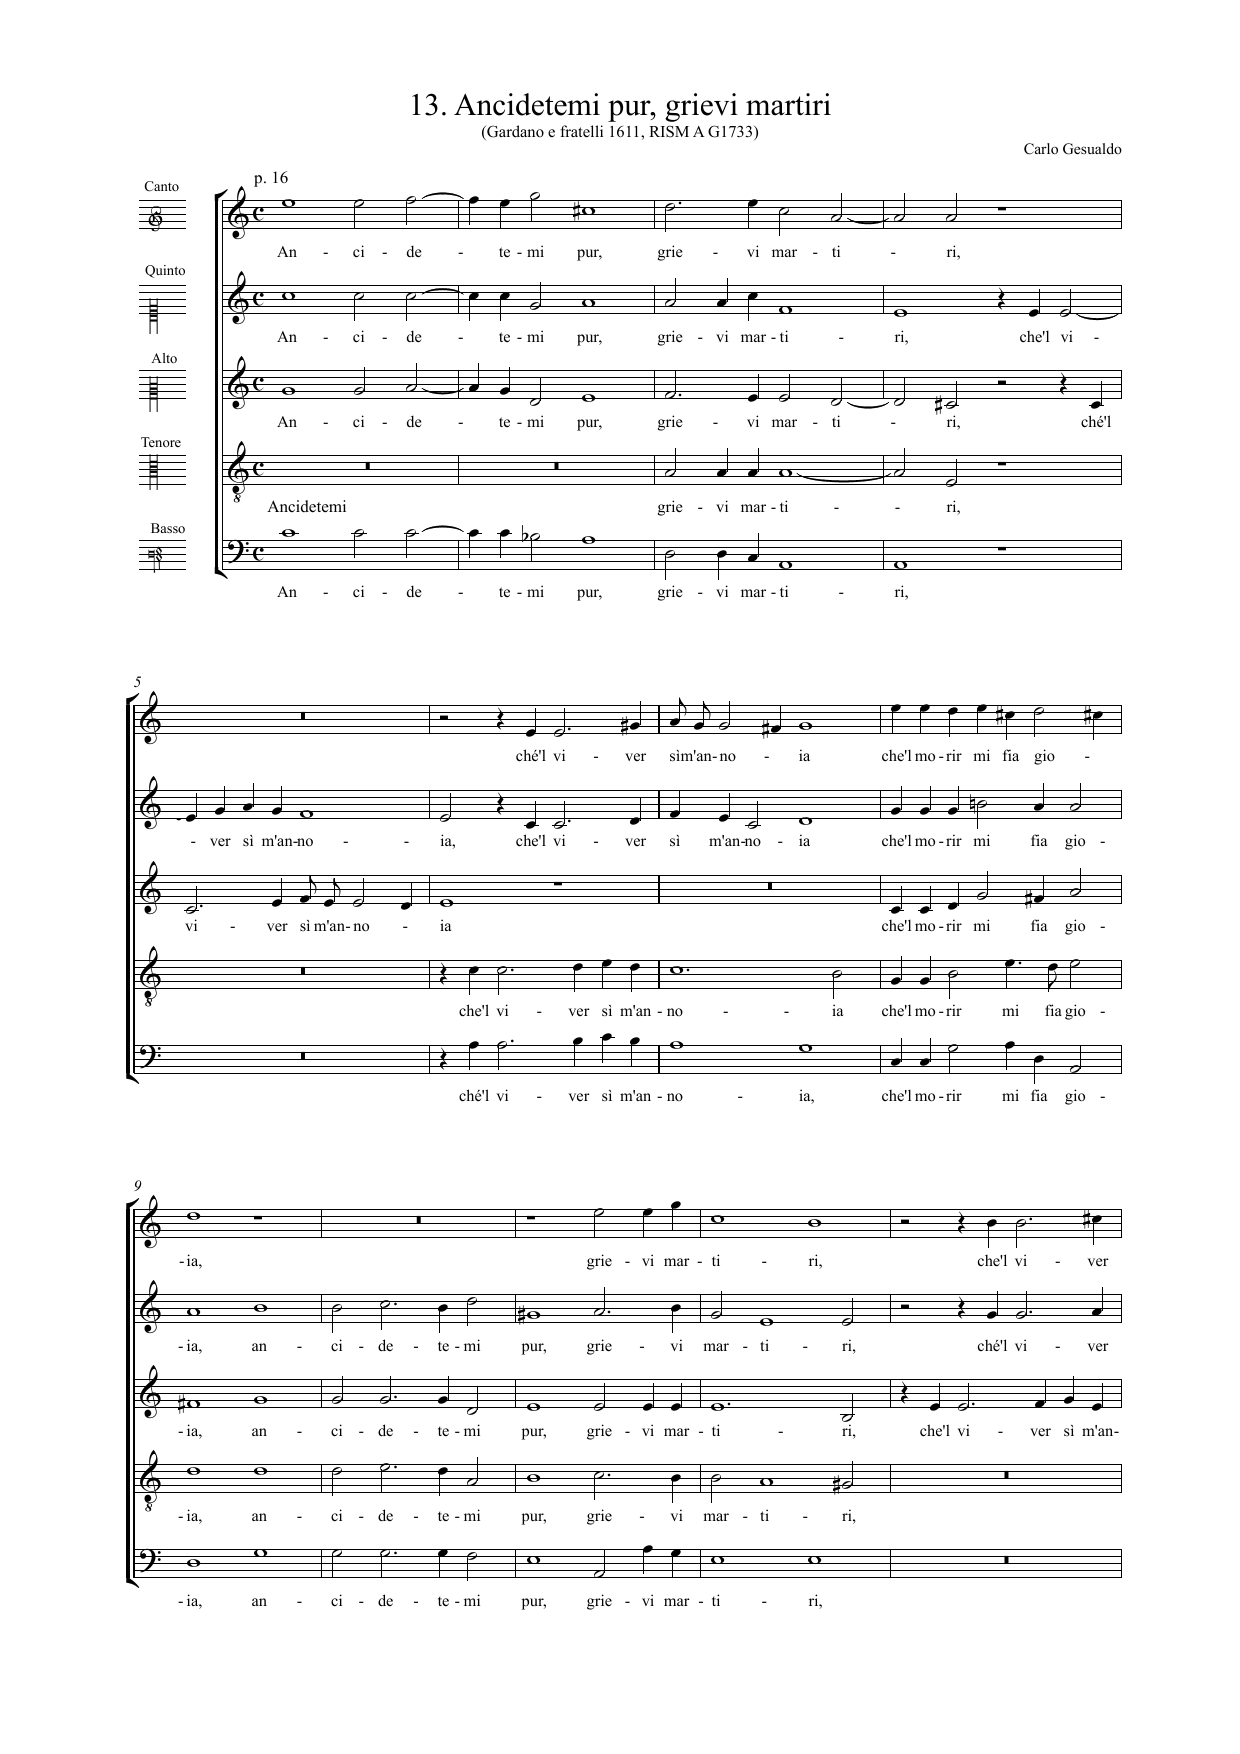 13. Ancidetemi pur, grievi martiri
(Gardano e fratelli 1611, RISM A G1733)
Carlo Gesualdo
p. 16
Canto
An - ci - de - te - mi pur, grie - vi mar - ti - ri,
Quinto
An - ci - de - te - mi pur, grie - vi mar - ti - ri, che'l vi -
Alto
An - ci - de - te - mi pur, grie - vi mar - ti - ri, ché'l
Tenore
8
Ancidetemi grie - vi mar - ti - - ri,
Basso
An - ci - de - te - mi pur, grie - vi mar - ti - ri,
5
ché'l vi - ver sìm'an-no - ia che'l mo - rir mi fia gio -
- ver sì m'an-no - - ia, che'l vi - ver sì m'an-no - ia che'l mo - rir mi fia gio -
vi - ver sì m'an-no - ia che'l mo - rir mi fia gio -
8
che'l vi - ver sì m'an - no - - ia che'l mo - rir mi fia gio -
ché'l vi - ver sì m'an - no - ia, che'l mo - rir mi fia gio -
9
- ia, grie - vi mar - ti - ri, che'l vi - ver
- ia, an - ci - de - te - mi pur, grie - vi mar - ti - ri, ché'l vi - ver
- ia, an - ci - de - te - mi pur, grie - vi mar - ti - ri, che'l vi - ver sì m'an-
8
- ia, an - ci - de - te - mi pur, grie - vi mar - ti - ri,
- ia, an - ci - de - te - mi pur, grie - vi mar - ti - ri,